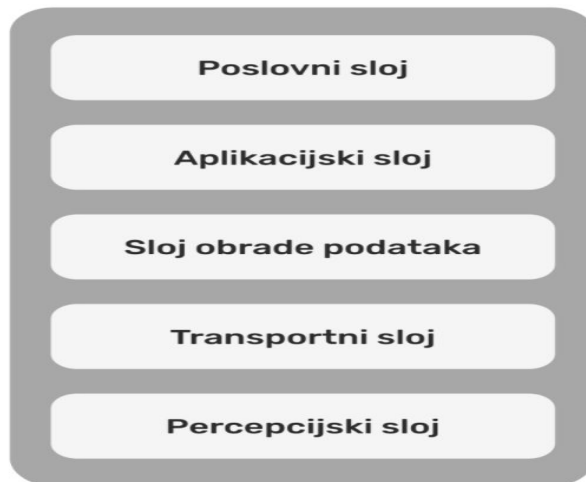 Poslovni sloj
Aplikacijski sloj
Sloj obrade podataka
Transportni sloj
Percepcijski sloj